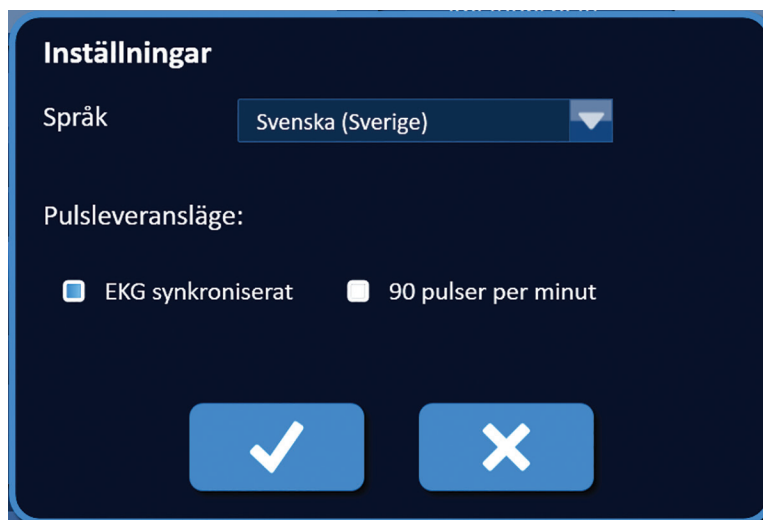 Inställningar
Språk
Svenska (Sverige)
Pulsleveransläge:
EKG synkroniserat
90 pulser per minut